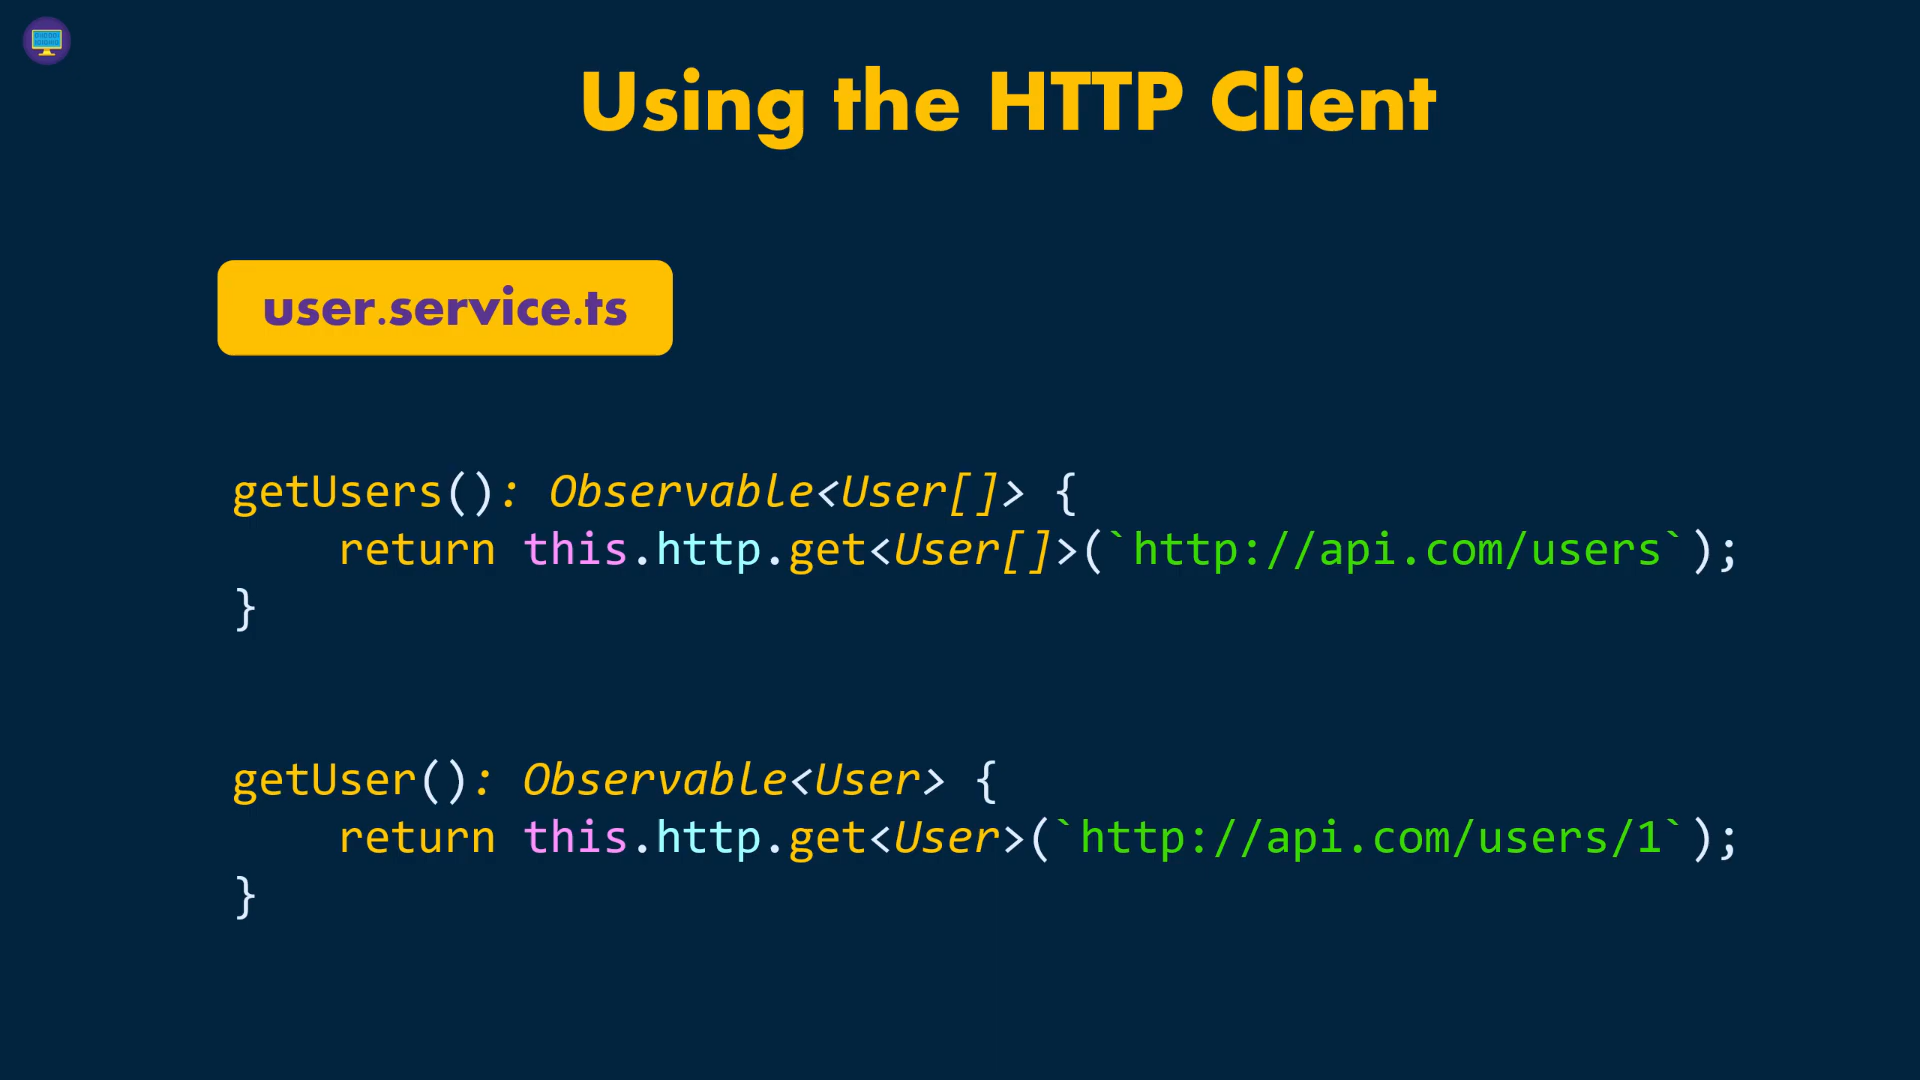 Using the HTTP Client
user.service.ts
getUsers(): Observable<User[]> {
    return this.http.get<User[]>(`http://api.com/users`);
}
getUser(): Observable<User> {
    return this.http.get<User>(`http://api.com/users/1`);
}